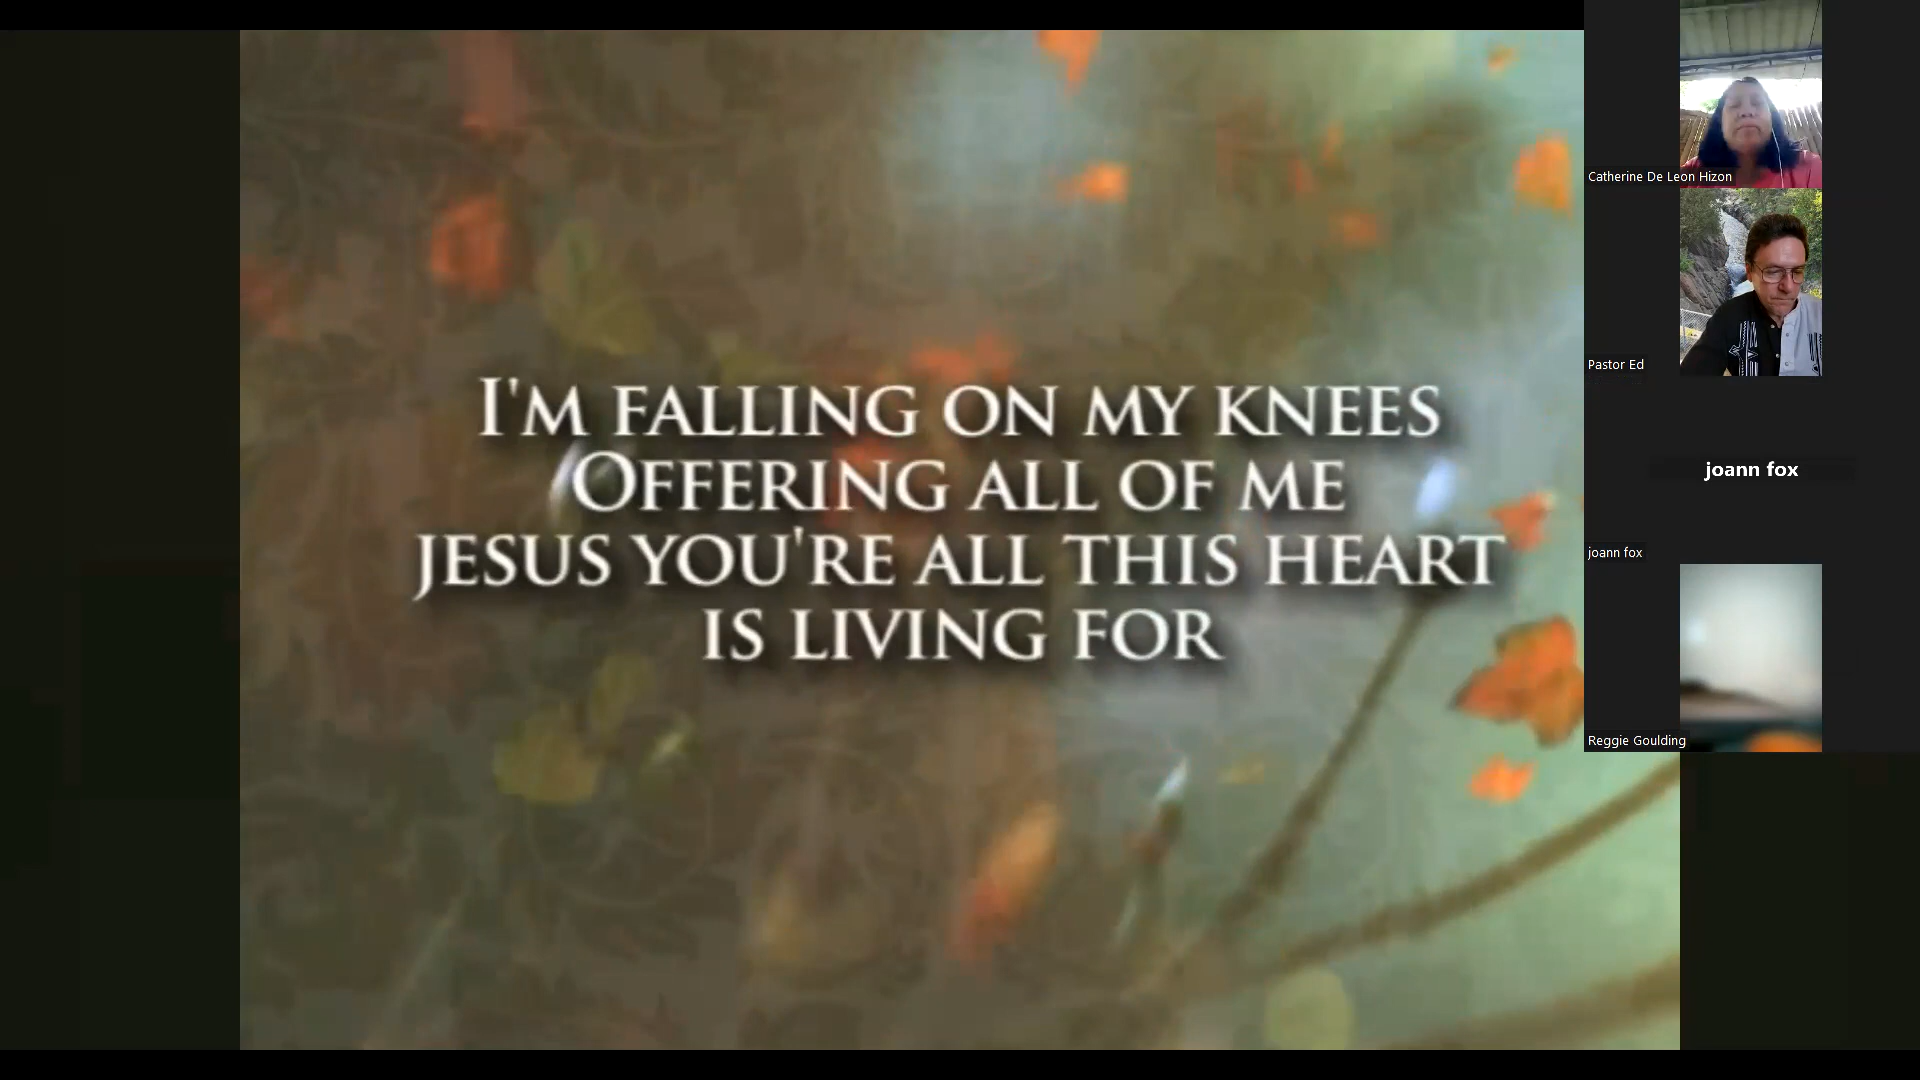 I'M FALLING ON MY KNEES
OFFERING ALL OF ME
JESUS YOU'RE ALL THIS HEART
IS LIVING FOR
Catherine De Leon Hizon
Pastor Ed
joann fox
joann fox
Reggie Goulding